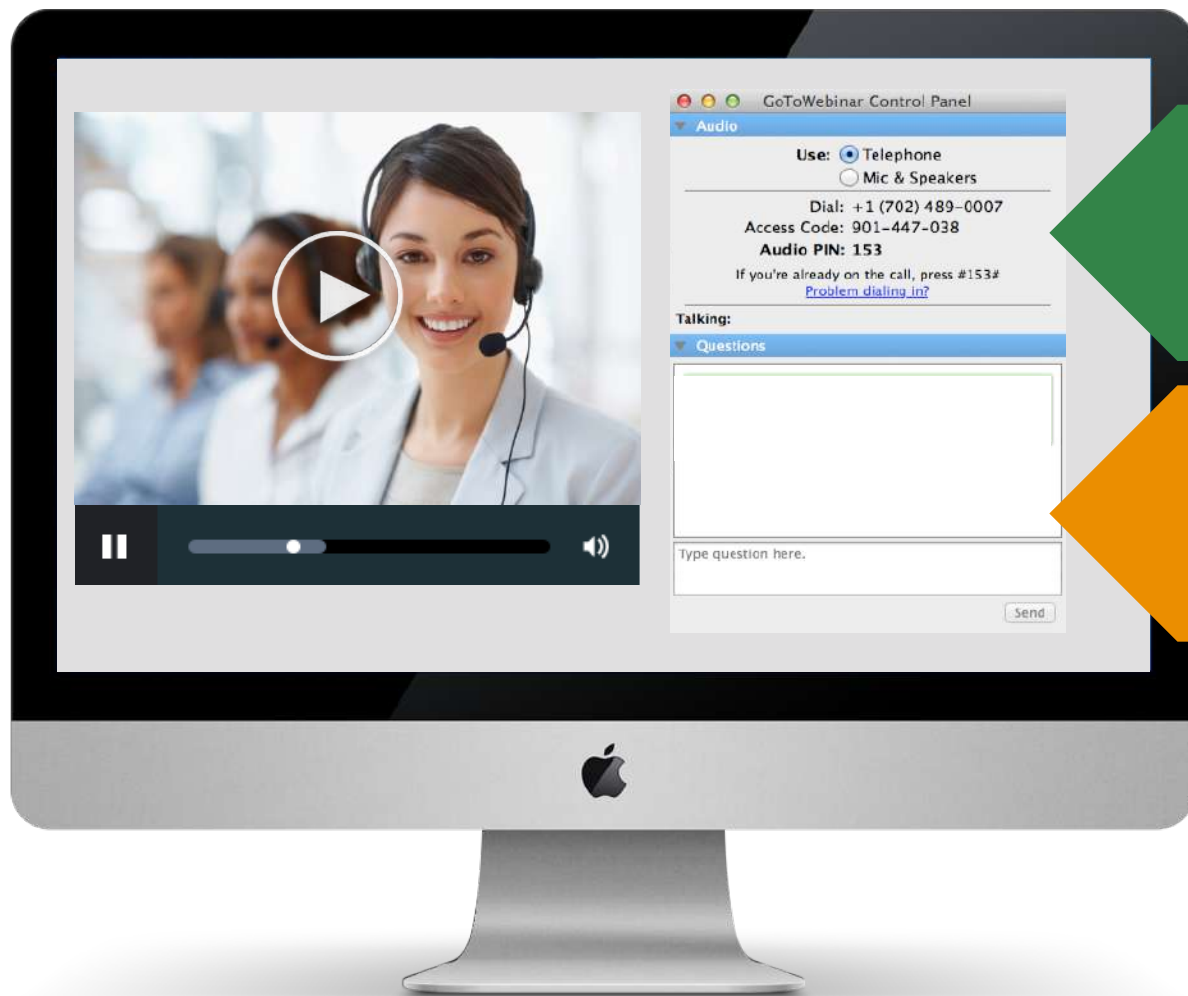 GoToWebinar Control Panel
Audio
Use: Telephone
Mic & Speakers
Dial: +1 (702) 489-0007
Access Code: 901-447-038
Audio PIN: 153
If you're already on the call, press #153#
Problem dialing in?
Talking:
Questions
Type question here.
Send